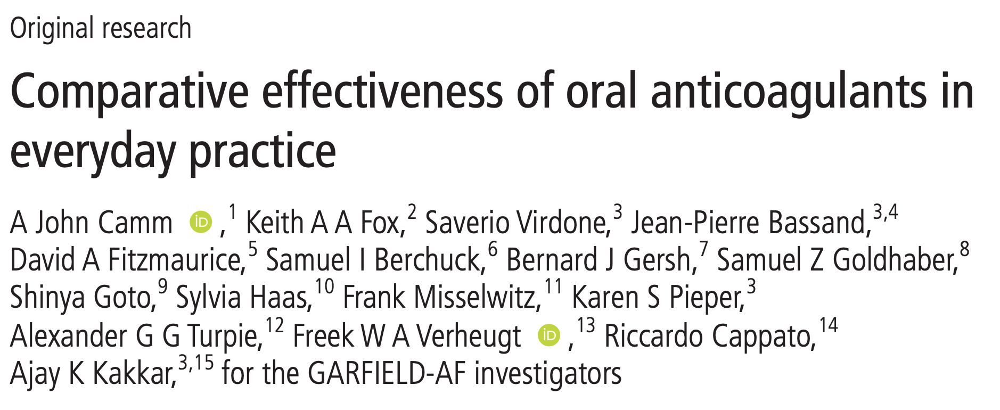 Original research
Comparative effectiveness of oral anticoagulants in
everyday practice
A John Camm iD ,1 Keith A A Fox,2 Saverio Virdone,3 Jean-Pierre Bassand,3,4
David A Fitzmaurice,5 Samuel I Berchuck,6 Bernard J Gersh,7 Samuel Z Goldhaber,8
Shinya Goto,9 Sylvia Haas,10 Frank Misselwitz,11 Karen S Pieper,3
Alexander G G Turpie,12 Freek W A Verheugt iD ,13 Riccardo Cappato,14
Ajay K Kakkar,3,15 for the GARFIELD-AF investigators